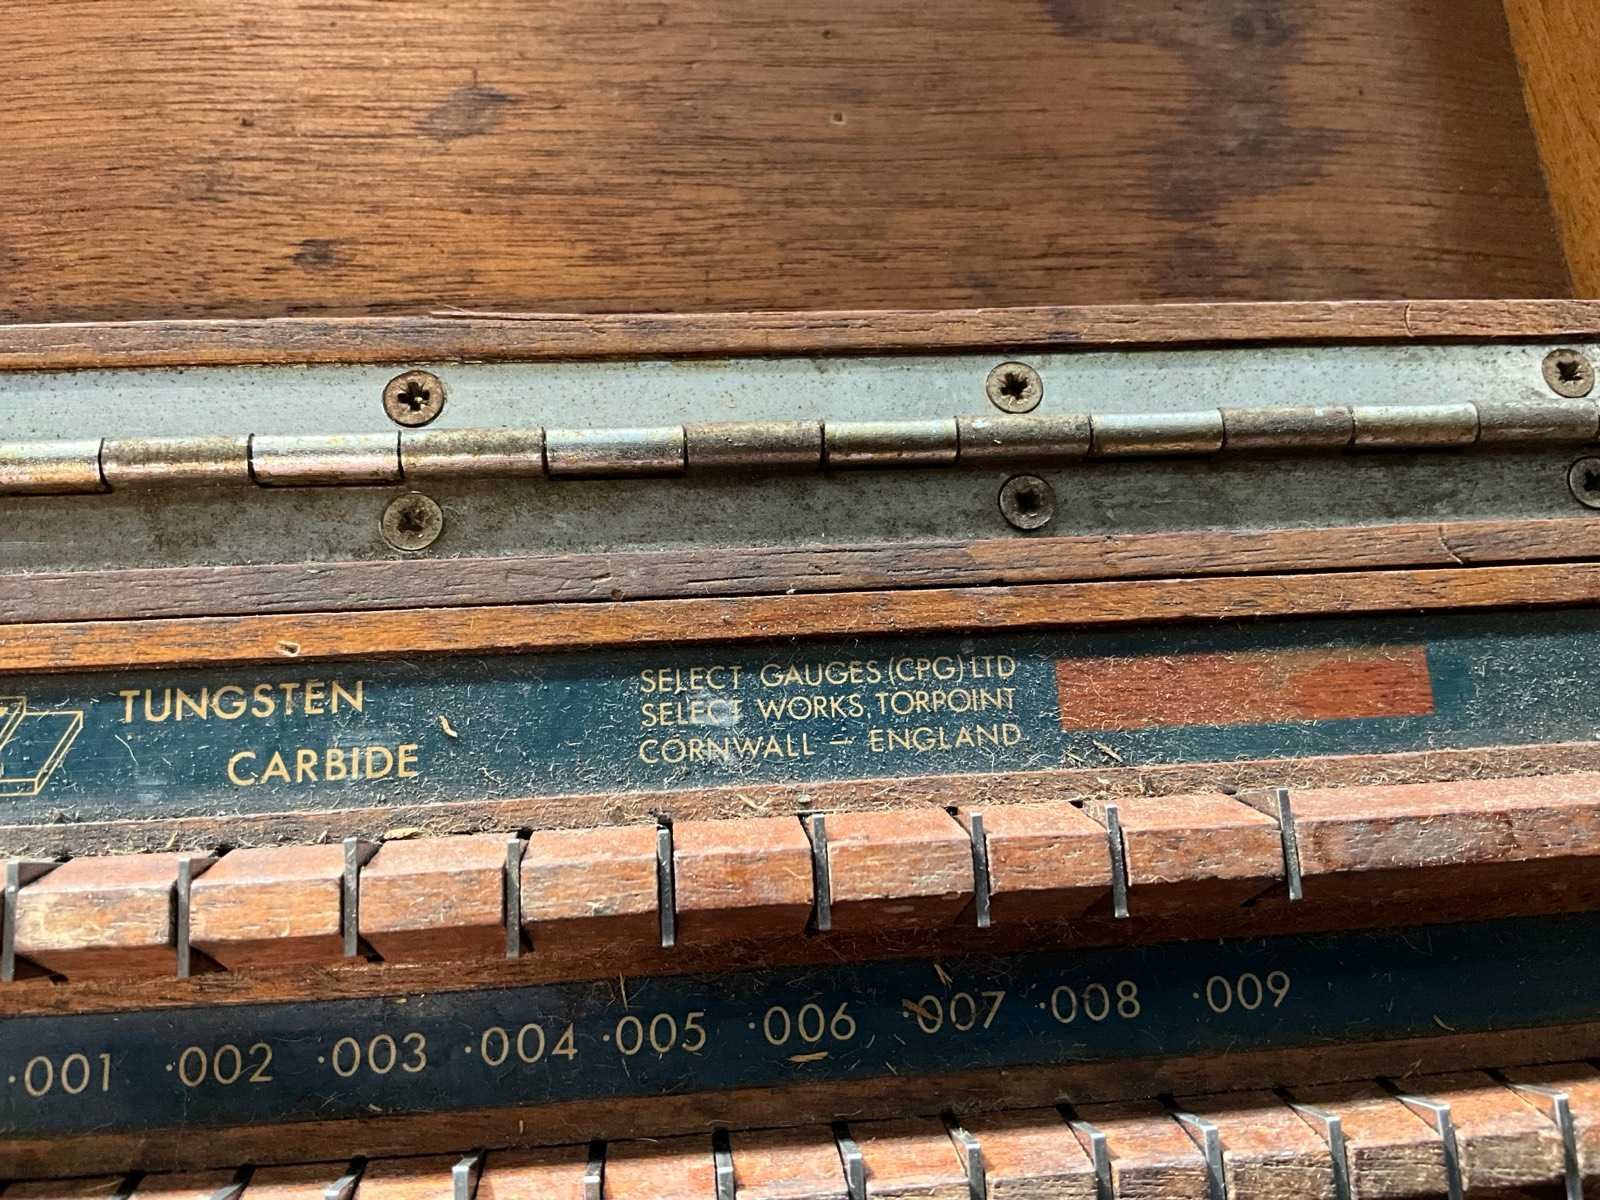 TUNGSTEN
CARBIDE
SELECT GAUGES (CPG) LTD
SELECT WORKS, TORPOINT
CORNWALL — ENGLAND
·001 ·002 ·003 ·004 ·005 ·006 ·007 ·008 ·009